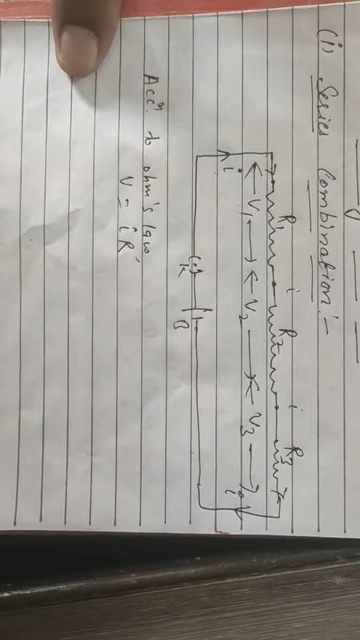 (i) Series Combination:-
R1 i R2 i R3
V1 V2 V3
i i
(·)
K B
Accn to ohm's law,
V = iR